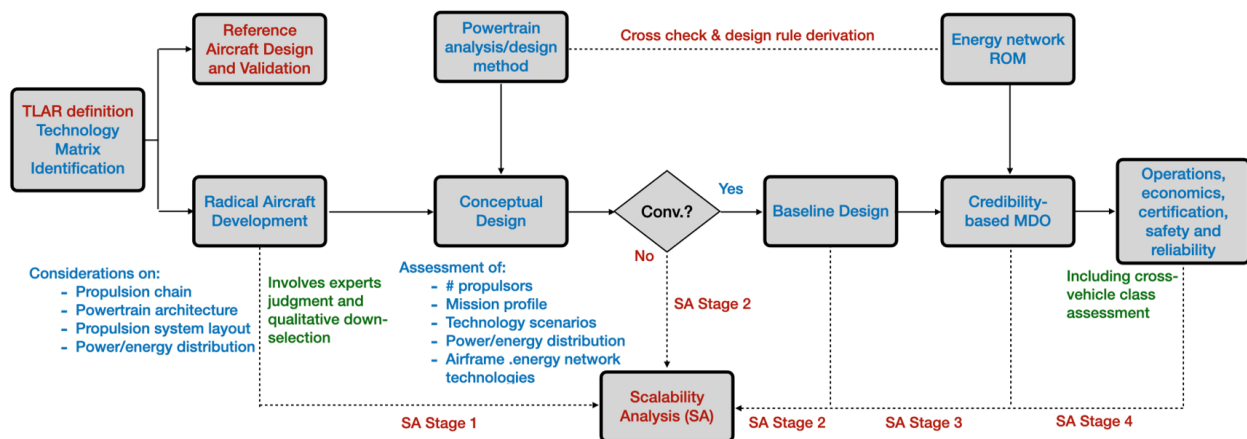 Reference
Aircraft Design
and Validation
Powertrain
analysis/design
method
Cross check & design rule derivation
Energy network
ROM
TLAR definition
Technology
Matrix
Identification
Radical Aircraft
Development
Conceptual
Design
Conv.?
Yes
No
Baseline Design
Credibility-
based MDO
Operations,
economics,
certification,
safety and
reliability
Considerations on:
- Propulsion chain
- Powertrain architecture
- Propulsion system layout
- Power/energy distribution
Involves experts
judgment and
qualitative down-
selection
Assessment of:
- # propulsors
- Mission profile
- Technology scenarios
- Power/energy distribution
- Airframe .energy network
technologies
SA Stage 2
Including cross-
vehicle class
assessment
Scalability
Analysis (SA)
SA Stage 1
SA Stage 2
SA Stage 3
SA Stage 4